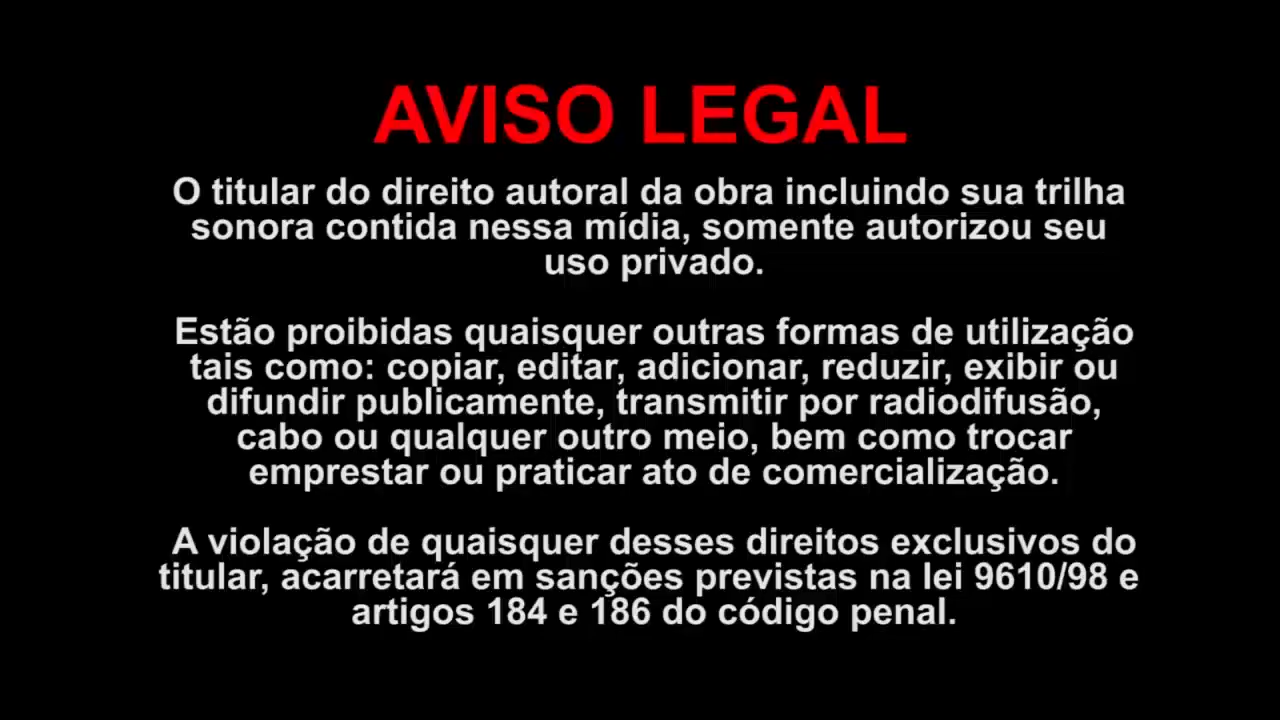 AVISO LEGAL
O titular do direito autoral da obra incluindo sua trilha
sonora contida nessa mídia, somente autorizou seu
uso privado.
Estão proibidas quaisquer outras formas de utilização
tais como: copiar, editar, adicionar, reduzir, exibir ou
difundir publicamente, transmitir por radiodifusão,
cabo ou qualquer outro meio, bem como trocar
emprestar ou praticar ato de comercialização.
A violação de quaisquer desses direitos exclusivos do
titular, acarretará em sanções previstas na lei 9610/98 e
artigos 184 e 186 do código penal.